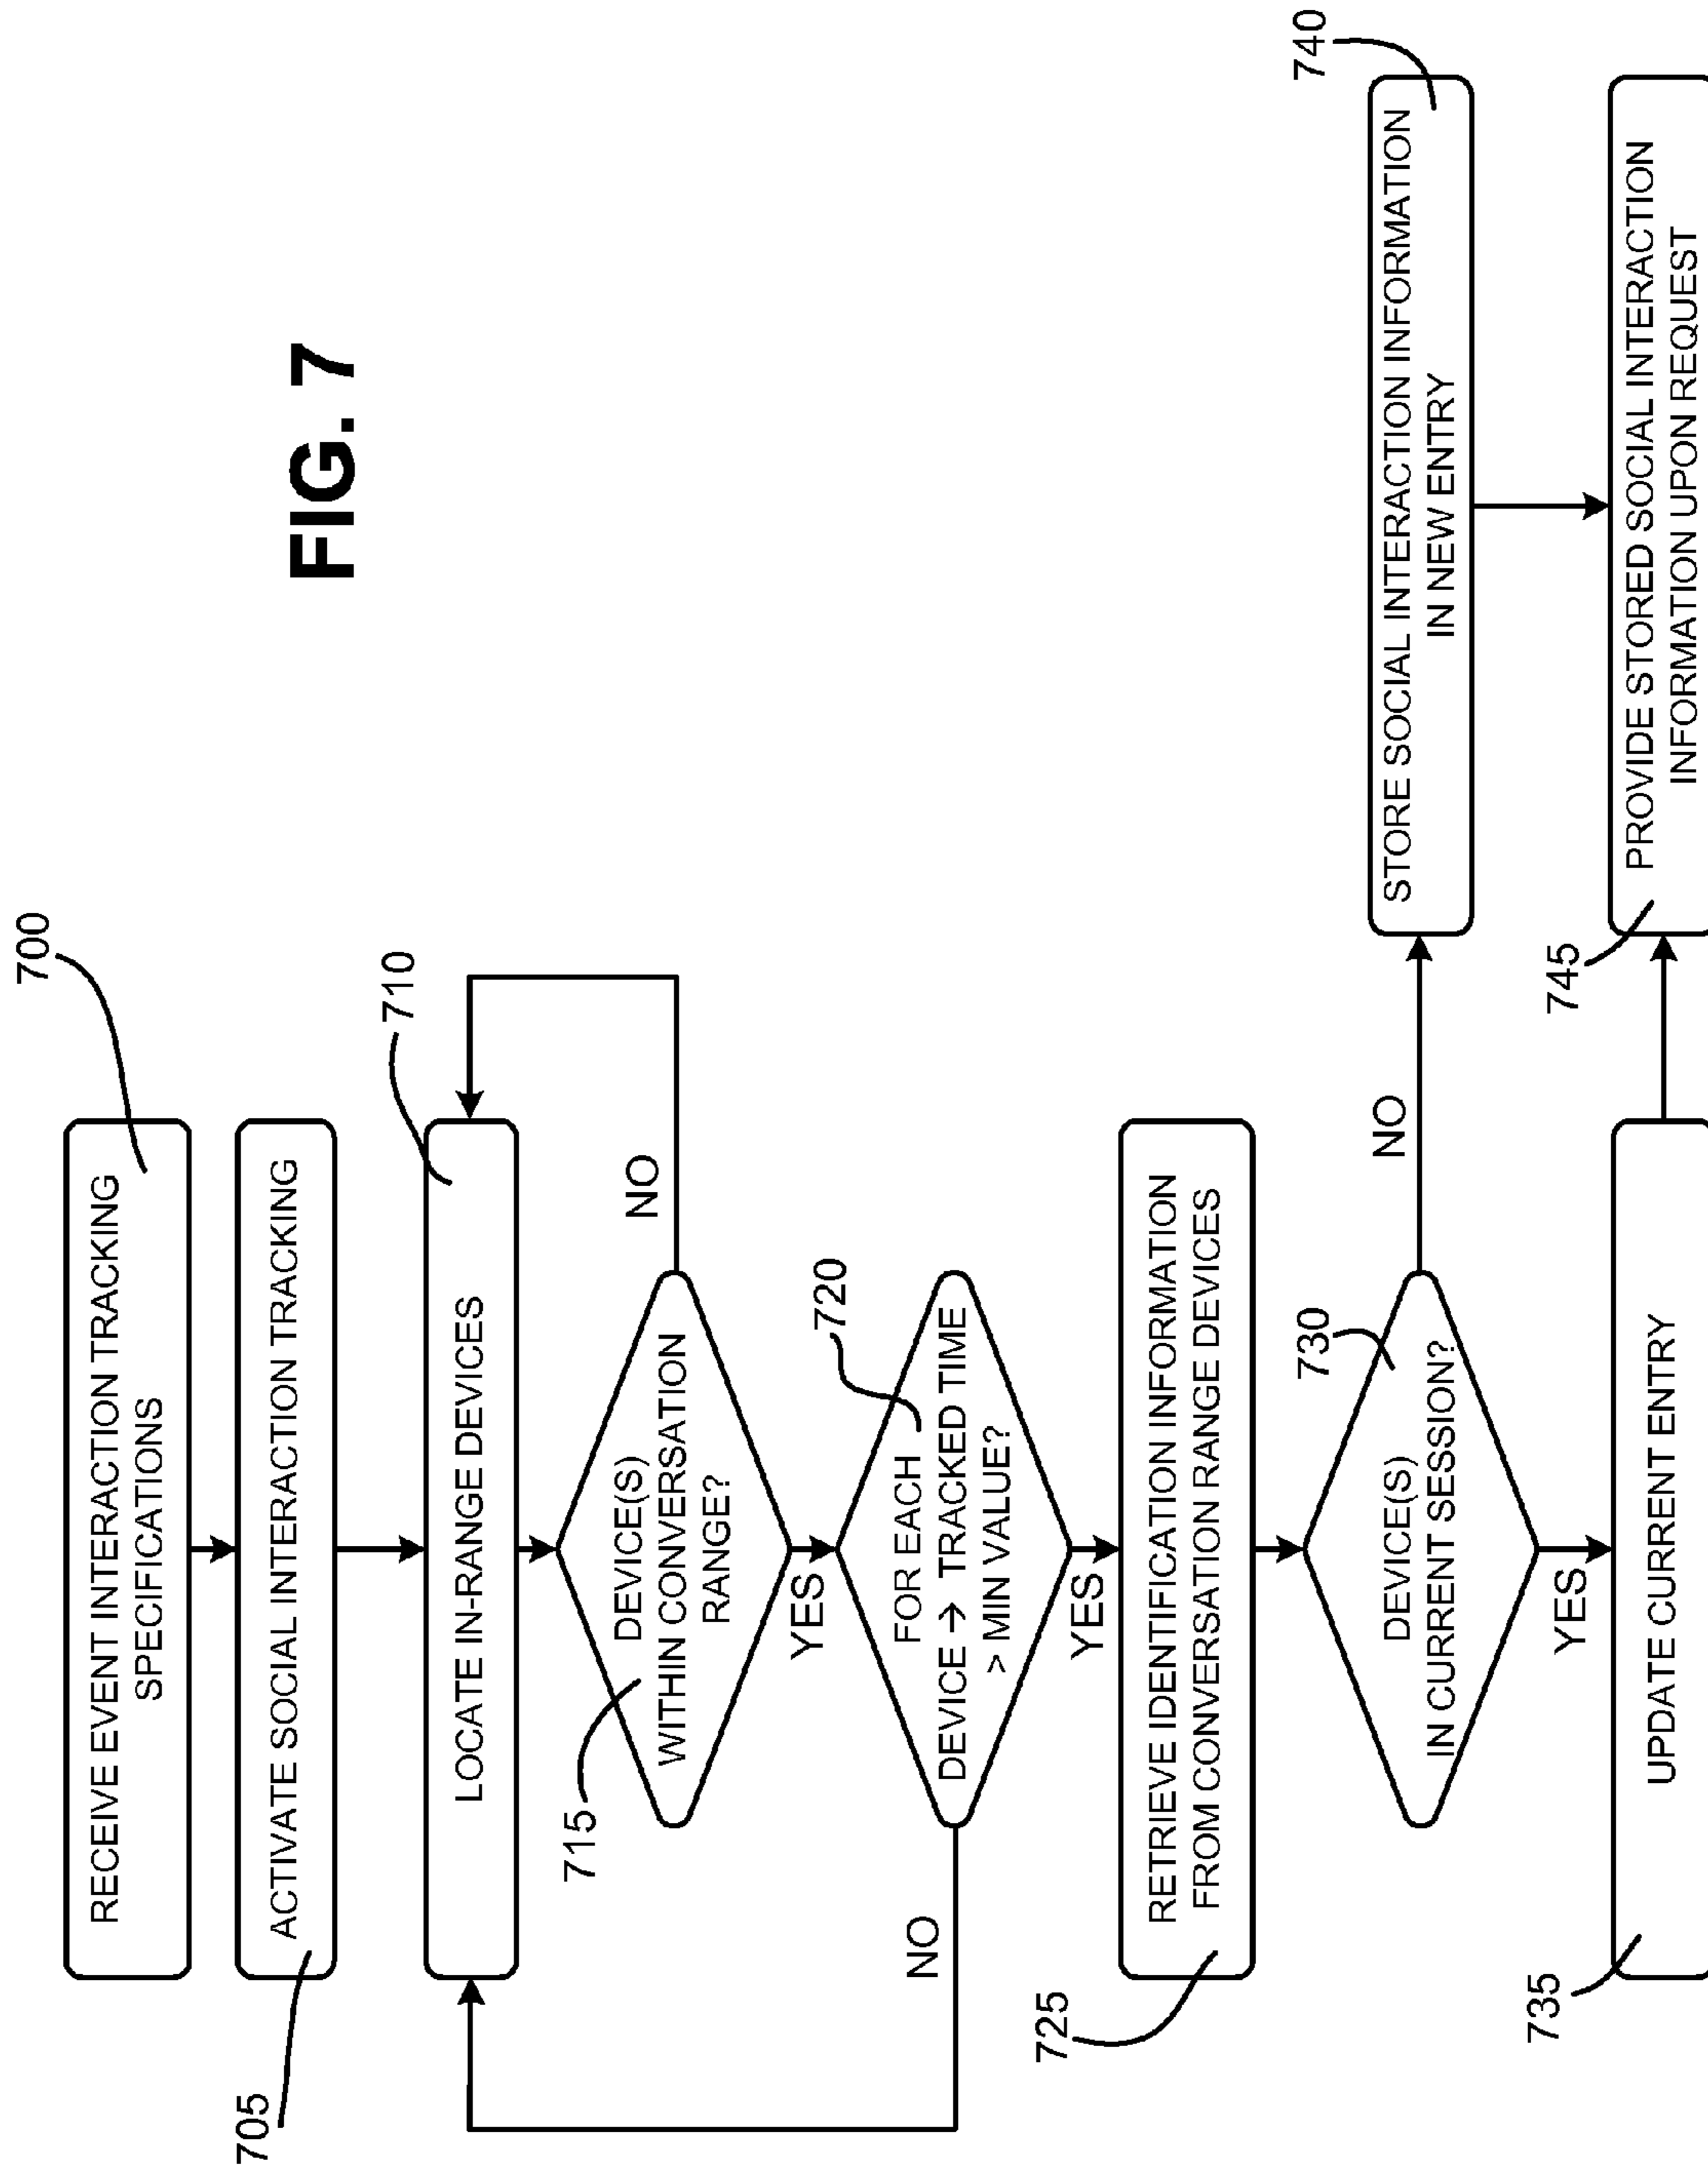 FIG. 7
700
RECEIVE EVENT INTERACTION TRACKING
SPECIFICATIONS
705
ACTIVATE SOCIAL INTERACTION TRACKING
710
LOCATE IN-RANGE DEVICES
715
DEVICE(S)
WITHIN CONVERSATION
RANGE?
NO
YES
720
FOR EACH
DEVICE → TRACKED TIME
> MIN VALUE?
NO
YES
725
RETRIEVE IDENTIFICATION INFORMATION
FROM CONVERSATION RANGE DEVICES
730
DEVICE(S)
IN CURRENT SESSION?
NO
YES
740
STORE SOCIAL INTERACTION INFORMATION
IN NEW ENTRY
735
UPDATE CURRENT ENTRY
745
PROVIDE STORED SOCIAL INTERACTION
INFORMATION UPON REQUEST